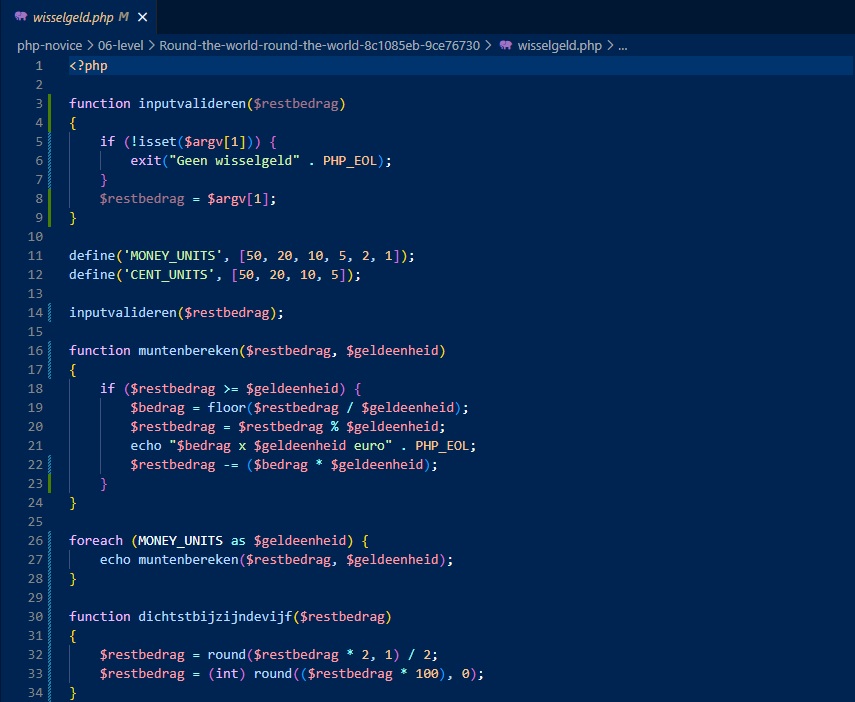 wisselgeld.php M ×
php-novice > 06-level > Round-the-world-round-the-world-8c1085eb-9ce76730 > wisselgeld.php > ...
1 <?php
2
3 function inputvalideren($restbedrag)
4 {
5     if (!isset($argv[1])) {
6         exit("Geen wisselgeld" . PHP_EOL);
7     }
8     $restbedrag = $argv[1];
9 }
10
11 define('MONEY_UNITS', [50, 20, 10, 5, 2, 1]);
12 define('CENT_UNITS', [50, 20, 10, 5]);
13
14 inputvalideren($restbedrag);
15
16 function muntenbereken($restbedrag, $geldeenheid)
17 {
18     if ($restbedrag >= $geldeenheid) {
19         $bedrag = floor($restbedrag / $geldeenheid);
20         $restbedrag = $restbedrag % $geldeenheid;
21         echo "$bedrag x $geldeenheid euro" . PHP_EOL;
22         $restbedrag -= ($bedrag * $geldeenheid);
23     }
24 }
25
26 foreach (MONEY_UNITS as $geldeenheid) {
27     echo muntenbereken($restbedrag, $geldeenheid);
28 }
29
30 function dichtstbijzijndevijf($restbedrag)
31 {
32     $restbedrag = round($restbedrag * 2, 1) / 2;
33     $restbedrag = (int) round(($restbedrag * 100), 0);
34 }